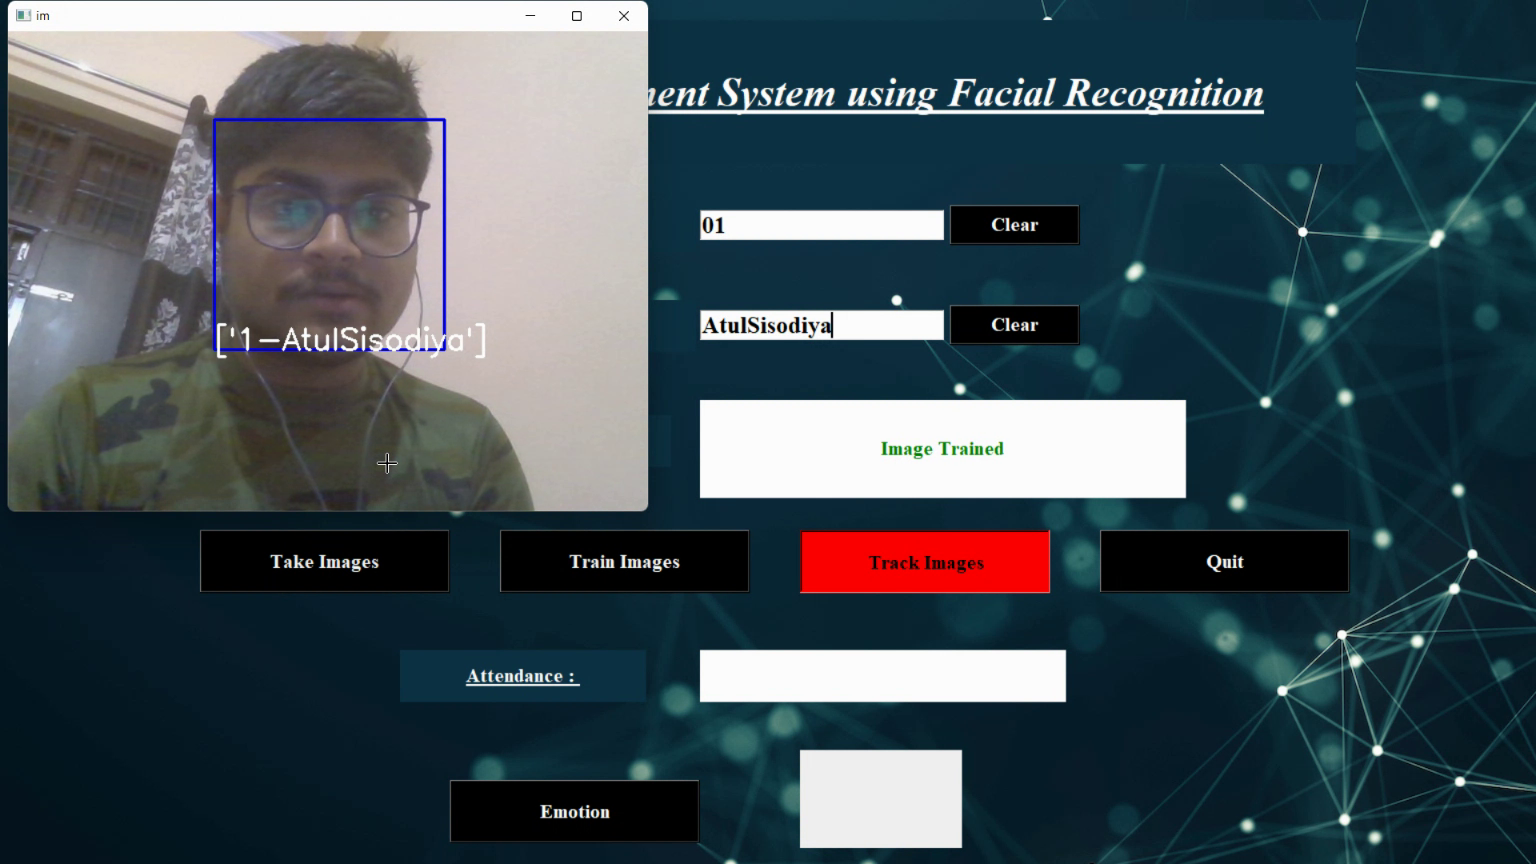 im
ent System using Facial Recognition
01
Clear
AtulSisodiya
Clear
['1-AtulSisodiya']
Image Trained
Take Images
Train Images
Track Images
Quit
Attendance :
Emotion